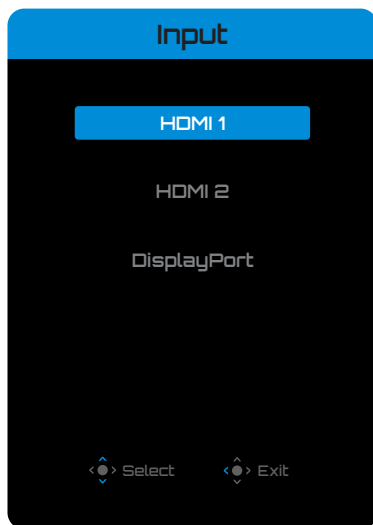 Input
HDMI 1
HDMI 2
DisplayPort
Select Exit